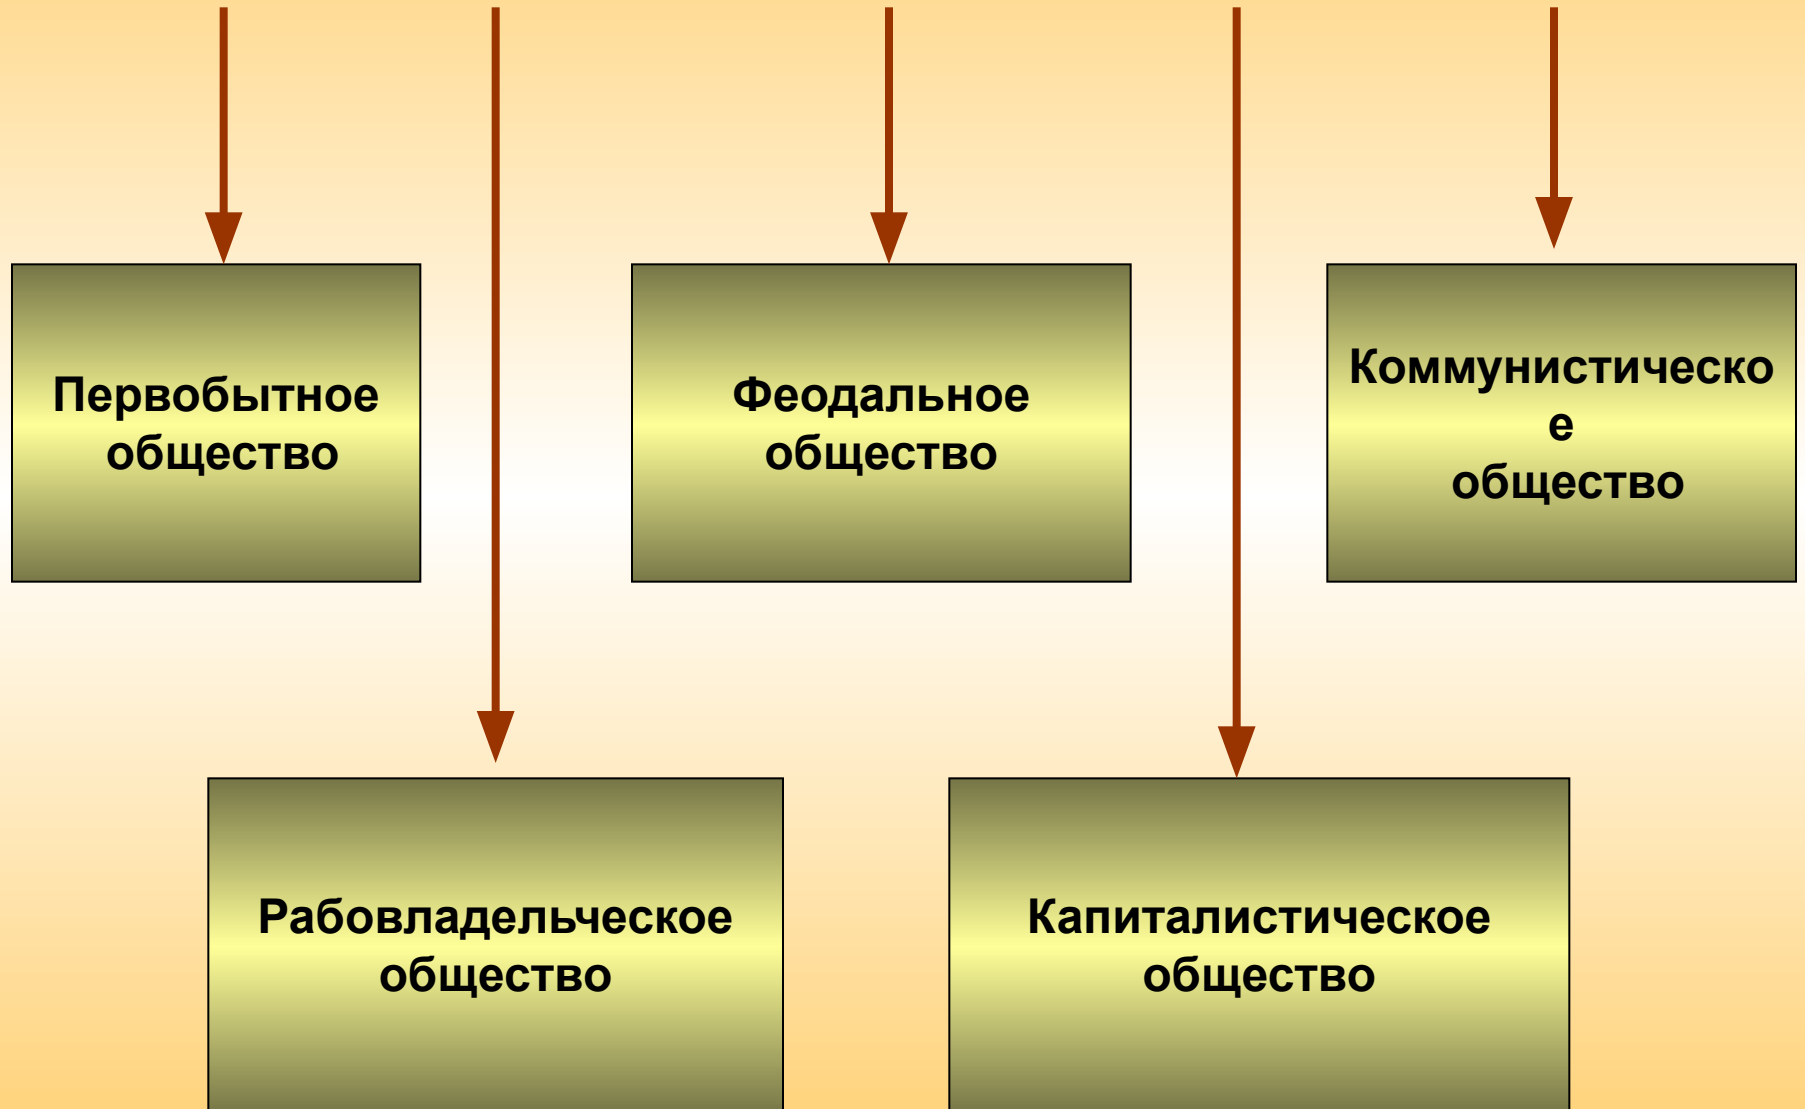 Первобытное
общество
Феодальное
общество
Коммунистическо
е
общество
Рабовладельческое
общество
Капиталистическое
общество